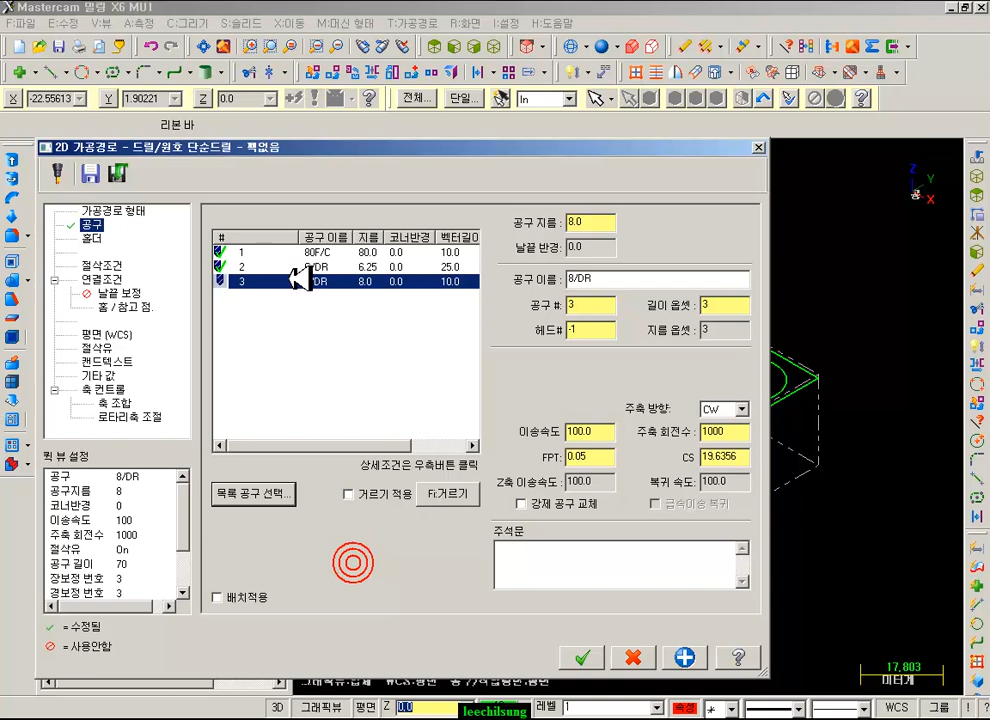 Mastercam 밀링 X6 MU1
F:파일 E:수정 V:뷰 A:측정 C:그리기 S:솔리드 X:이동 M:머신 형태 T:가공경로 R:화면 I:설정 H:도움말
X -22.55613 Y 1.90221 Z 0.0 전체... 단일... In
리본 바
2D 가공경로 - 드릴/원호 단순드릴 - 팩없음
가공경로 형태
공구
홀더
절삭조건
연결조건
날끝 보정
홈 / 참고 점.
평면 (WCS)
절삭유
캔드텍스트
기타 값
축 컨트롤
축 조합
로타리축 조절
# 공구 이름 지름 코너반경 벡터길이
1 80F/C 80.0 0.0 10.0
2 /DR 6.25 0.0 25.0
3 /DR 8.0 0.0 10.0
상세조건은 우측버튼 클릭
목록 공구 선택... 거르기 적용 F:거르기
배치적용
공구 지름 : 8.0
날끝 반경: 0.0
공구 이름 : 8/DR
공구 #: 3 길이 옵셋 : 3
헤드# -1 지름 옵셋 : 3
주축 방향: CW
이송속도 100.0 주축 회전수: 1000
FPT: 0.05 CS 19.6356
Z축 이송속도: 100.0 복귀 속도: 100.0
강제 공구 교체 급속이송 복귀
주석문
퀵 뷰 설정
공구 8/DR
공구지름 8
코너반경 0
이송속도 100
주축 회전수 1000
절삭유 On
공구 길이 70
장보정 번호 3
경보정 번호 3
= 수정됨
= 사용안함
Z
Y
X
17,803
미터계
3D 그래픽뷰 평면 Z 0.0 레벨 1 속성 WCS 그룹
leechilsung